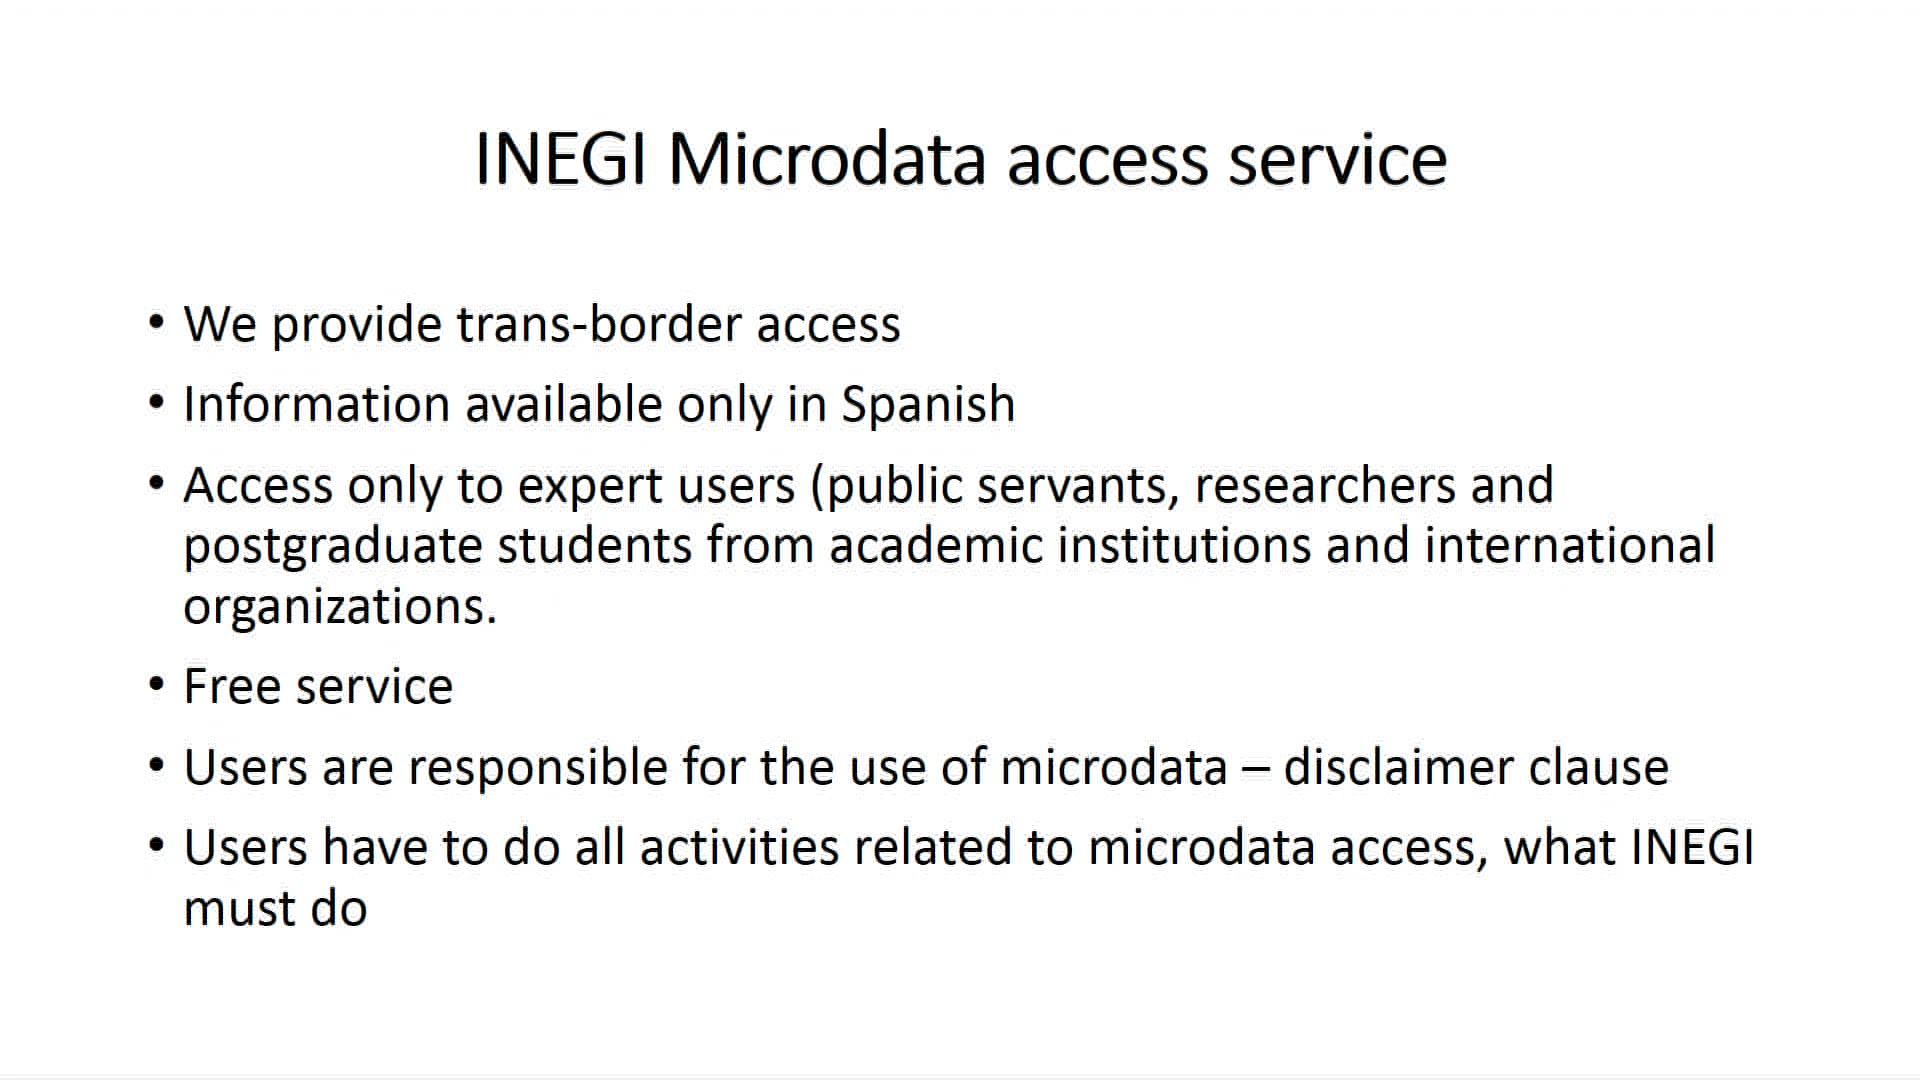 INEGI Microdata access service
• We provide trans-border access
• Information available only in Spanish
• Access only to expert users (public servants, researchers and
postgraduate students from academic institutions and international
organizations.
• Free service
• Users are responsible for the use of microdata – disclaimer clause
• Users have to do all activities related to microdata access, what INEGI
must do